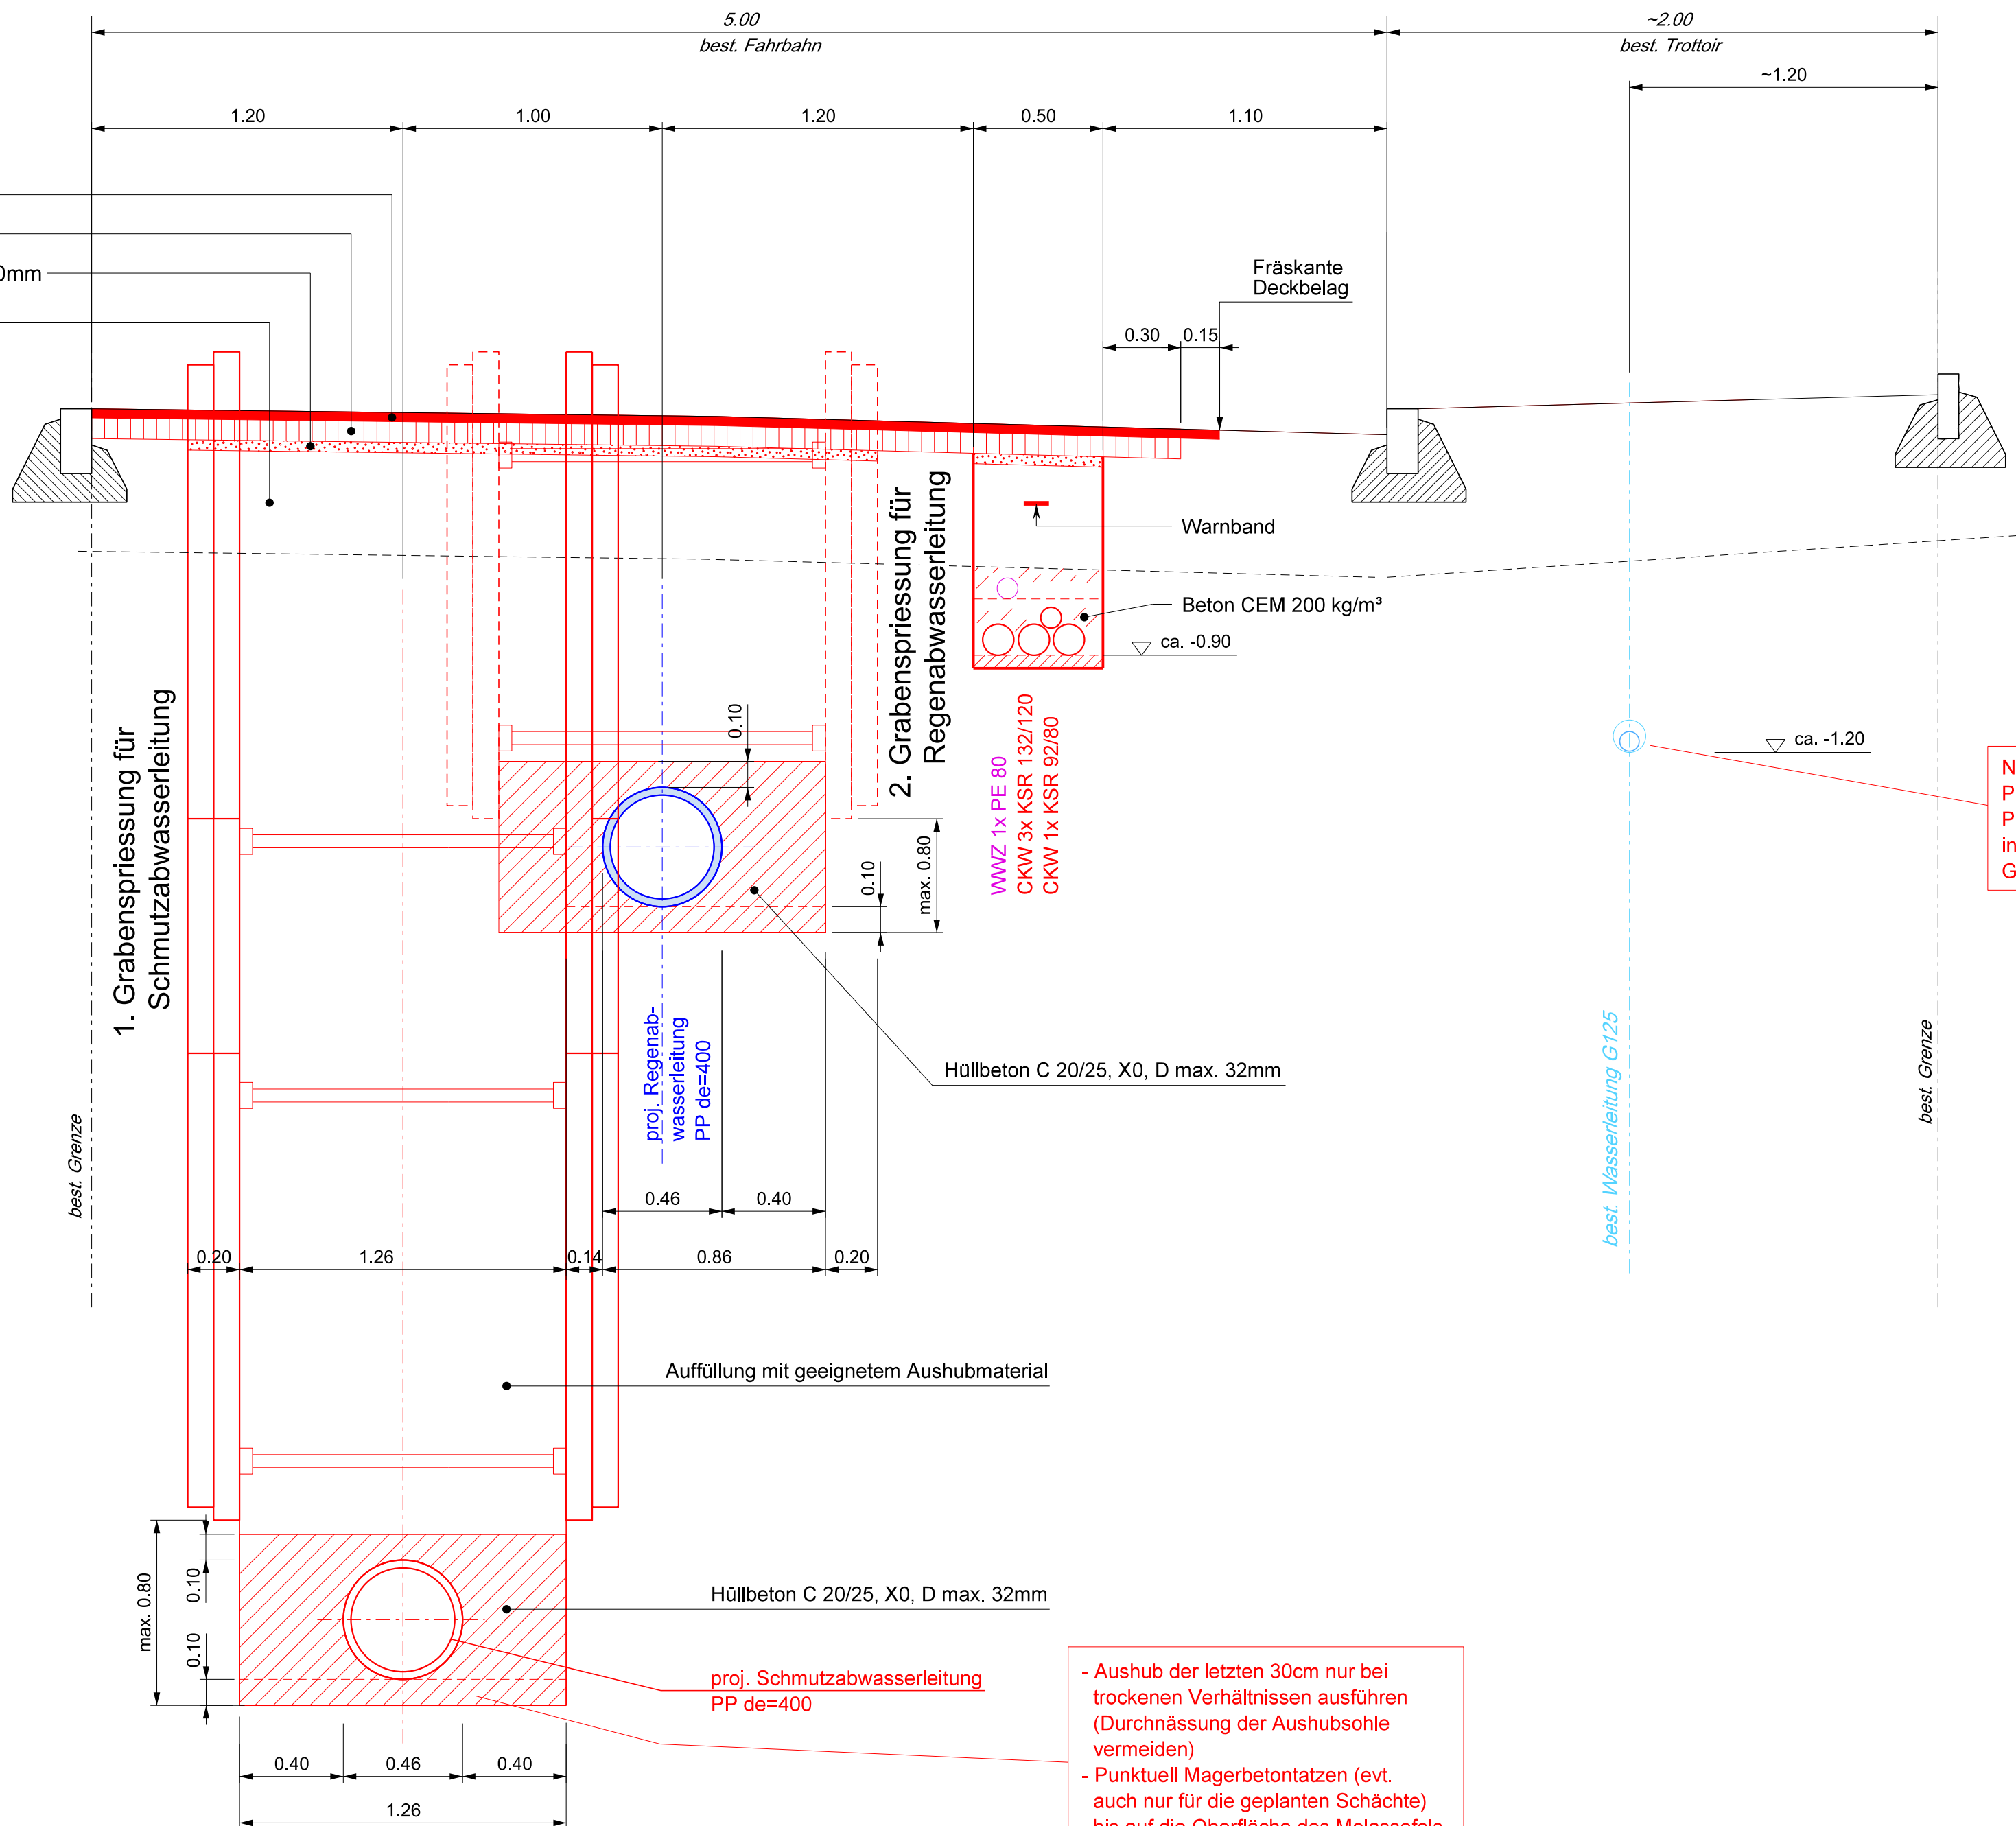 5.00
best. Fahrbahn
~2.00
best. Trottoir
~1.20
1.20
1.00
1.20
0.50
1.10
0mm
Fräskante
Deckbelag
0.30
0.15
Warnband
Beton CEM 200 kg/m³
ca. -0.90
ca. -1.20
1. Grabenspriessung für
Schmutzabwasserleitung
2. Grabenspriessung für
Regenabwasserleitung
WWZ 1x PE 80
CKW 3x KSR 132/120
CKW 1x KSR 92/80
0.10
0.10
max. 0.80
Hüllbeton C 20/25, X0, D max. 32mm
proj. Regenab-
wasserleitung
PP de=400
best. Wasserleitung G125
best. Grenze
best. Grenze
0.46
0.40
0.20
1.26
0.14
0.86
0.20
Auffüllung mit geeignetem Aushubmaterial
max. 0.80
0.10
0.10
Hüllbeton C 20/25, X0, D max. 32mm
proj. Schmutzabwasserleitung
PP de=400
0.40
0.46
0.40
1.26
- Aushub der letzten 30cm nur bei
trockenen Verhältnissen ausführen
(Durchnässung der Aushubsohle
vermeiden)
- Punktuell Magerbetontatzen (evt.
auch nur für die geplanten Schächte)
bis auf die Oberfläche des Molassefels